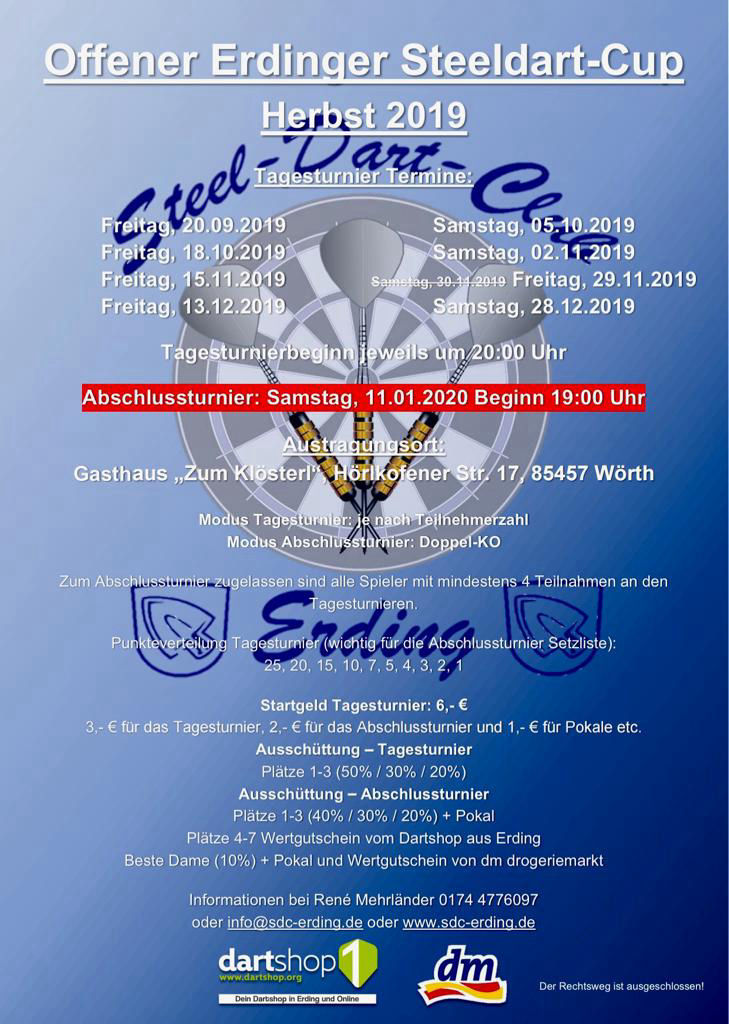 Offener Erdinger Steeldart-Cup
Herbst 2019
Steel-Dart-Club
Tagesturnier Termine:
Freitag, 20.09.2019 Samstag, 05.10.2019
Freitag, 18.10.2019 Samstag, 02.11.2019
Freitag, 15.11.2019 Samstag, 30.11.2019 Freitag, 29.11.2019
Freitag, 13.12.2019 Samstag, 28.12.2019
Tagesturnierbeginn jeweils um 20:00 Uhr
Abschlussturnier: Samstag, 11.01.2020 Beginn 19:00 Uhr
Austragungsort:
Gasthaus „Zum Klösterl“, Hörlkofener Str. 17, 85457 Wörth
Modus Tagesturnier: je nach Teilnehmerzahl
Modus Abschlussturnier: Doppel-KO
Zum Abschlussturnier zugelassen sind alle Spieler mit mindestens 4 Teilnahmen an den
Tagesturnieren.
Erding
Punkteverteilung Tagesturnier (wichtig für die Abschlussturnier Setzliste):
25, 20, 15, 10, 7, 5, 4, 3, 2, 1
Startgeld Tagesturnier: 6,- €
3,- € für das Tagesturnier, 2,- € für das Abschlussturnier und 1,- € für Pokale etc.
Ausschüttung – Tagesturnier
Plätze 1-3 (50% / 30% / 20%)
Ausschüttung – Abschlussturnier
Plätze 1-3 (40% / 30% / 20%) + Pokal
Plätze 4-7 Wertgutschein vom Dartshop aus Erding
Beste Dame (10%) + Pokal und Wertgutschein von dm drogeriemarkt
Informationen bei René Mehrländer 0174 4776097
oder info@sdc-erding.de oder www.sdc-erding.de
dartshop 1
www.dartshop.org
Dein Dartshop in Erding und Online
dm
Der Rechtsweg ist ausgeschlossen!